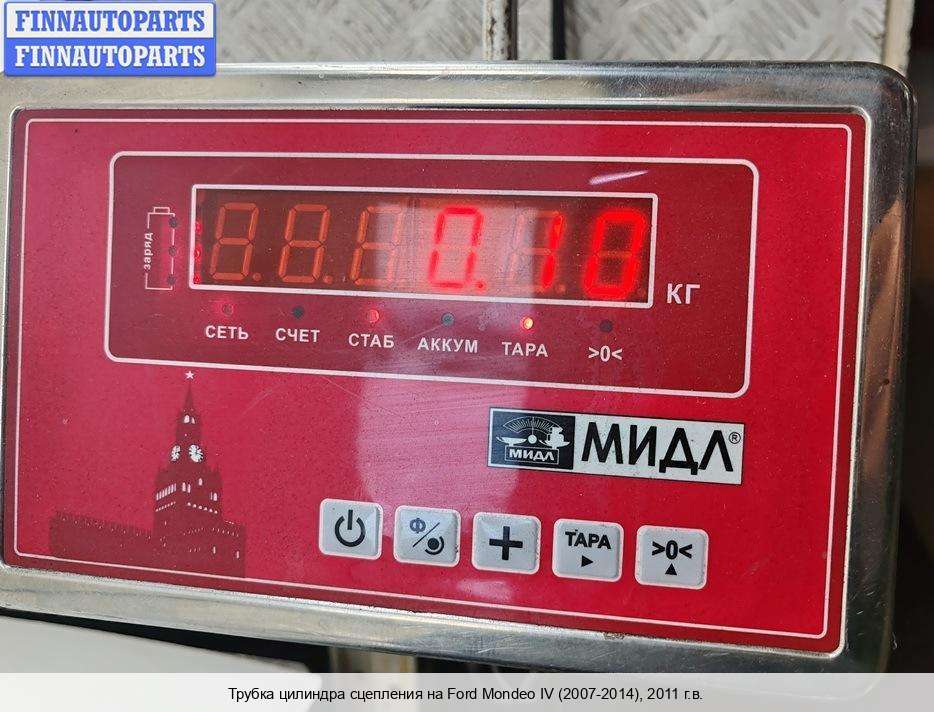 FINNAUTOPARTS
FINNAUTOPARTS
заряд
0.10
КГ
СЕТЬ СЧЕТ СТАБ АККУМ ТАРА >0<
МИДЛ МИДЛ®
Ф ТАРА >0<
Трубка цилиндра сцепления на Ford Mondeo IV (2007-2014), 2011 г.в.